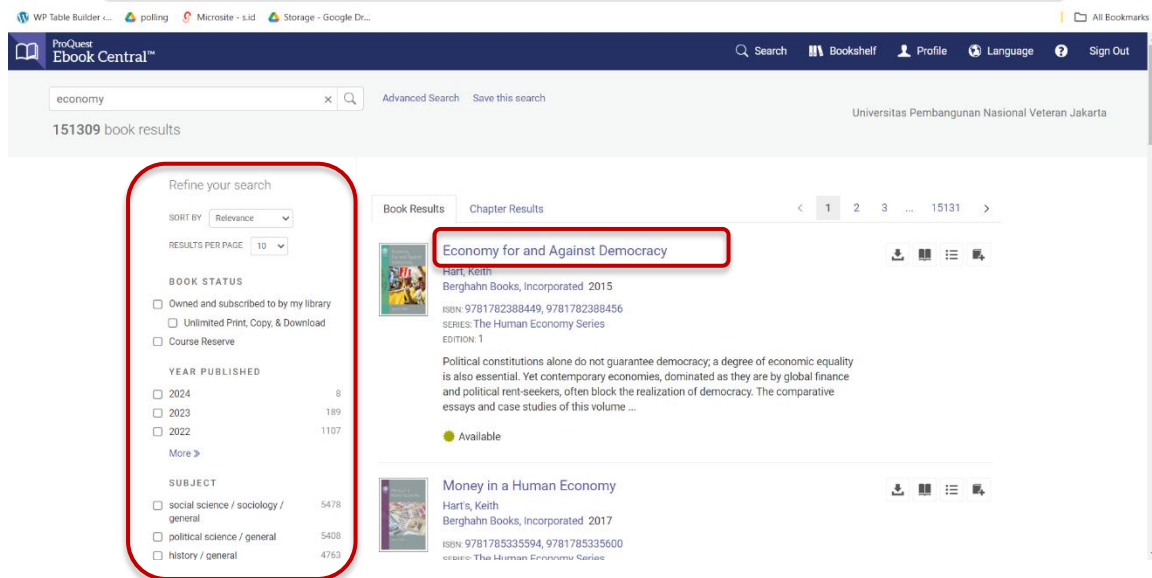 WP Table Builder ‹...
polling
Microsite - s.id
Storage - Google Dr...
All Bookmarks
ProQuest
Ebook Central™
Search
Bookshelf
Profile
Language
?
Sign Out
economy
Advanced Search
Save this search
Universitas Pembangunan Nasional Veteran Jakarta
151309 book results
Refine your search
SORT BY Relevance
RESULTS PER PAGE 10
BOOK STATUS
Owned and subscribed to by my library
Unlimited Print, Copy, & Download
Course Reserve
YEAR PUBLISHED
2024 8
2023 189
2022 1107
More »
SUBJECT
social science / sociology / 5478
general
political science / general 5408
history / general 4763
Book Results
Chapter Results
< 1 2 3 ... 15131 >
Economy for and Against Democracy
Hart, Keith
Berghahn Books, Incorporated 2015
ISBN: 9781782388449, 9781782388456
SERIES: The Human Economy Series
EDITION: 1
Political constitutions alone do not guarantee democracy; a degree of economic equality
is also essential. Yet contemporary economies, dominated as they are by global finance
and political rent-seekers, often block the realization of democracy. The comparative
essays and case studies of this volume ...
Available
Money in a Human Economy
Hart's, Keith
Berghahn Books, Incorporated 2017
ISBN: 9781785335594, 9781785335600
SERIES: The Human Economy Series